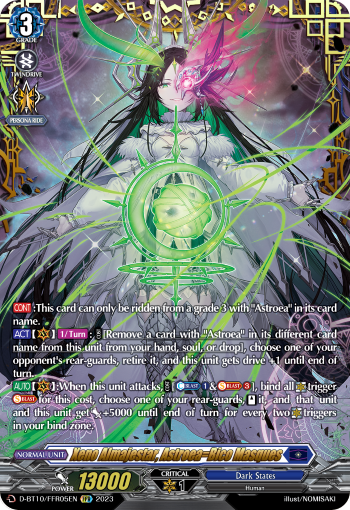 3
GRADE
TWINDRIVE
PERSONA RIDE
CONT :This card can only be ridden from a grade 3 with "Astroea" in its card
name.
ACT 1/Turn : [Remove a card with "Astroea" in its different card
name from this unit from your hand, soul, or drop], choose one of your
opponent's rear-guards, retire it, and this unit gets drive +1 until end of
turn.
AUTO :When this unit attacks, [ C-BLAST 1 & S-BLAST 3 ], bind all trigger
S-BLAST for this cost, choose one of your rear-guards, it, and that unit
and this unit get +5000 until end of turn for every two triggers
in your bind zone.
NORMAL UNIT
Masques
POWER 13000
CRITICAL
1
Dark States
Human
D-BT10/FFR05EN 2023
illust/NOMISAKI